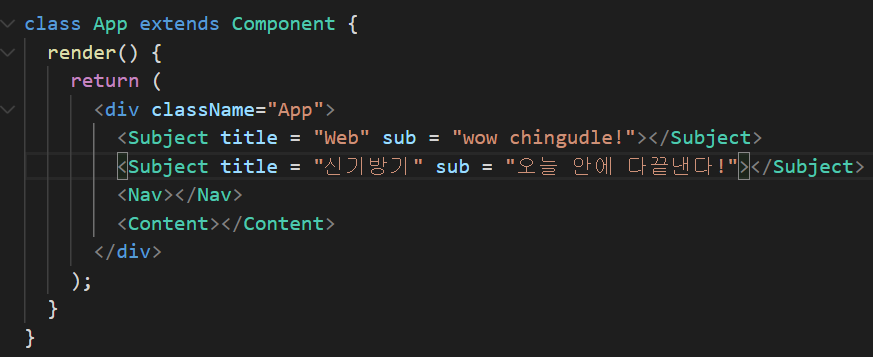 class App extends Component {
render() {
return (
<div className="App">
<Subject title = "Web" sub = "wow chingudle!"></Subject>
<Subject title = "신기방기" sub = "오늘 안에 다끝낸다!"></Subject>
<Nav></Nav>
<Content></Content>
</div>
);
}
}